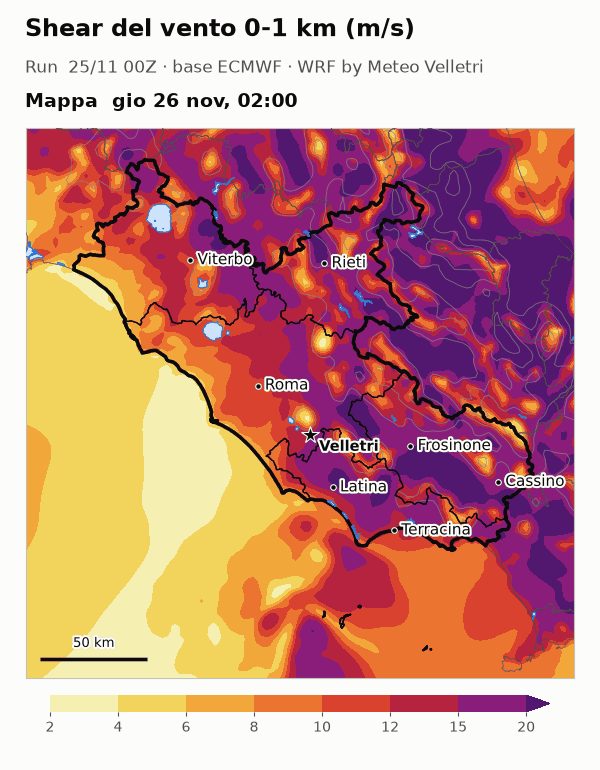 Shear del vento 0-1 km (m/s)
Run  25/11 00Z · base ECMWF · WRF by Meteo Velletri
Mappa  gio 26 nov, 02:00
Viterbo
Rieti
Roma
Velletri
Frosinone
Latina
Cassino
Terracina
50 km
2 4 6 8 10 12 15 20